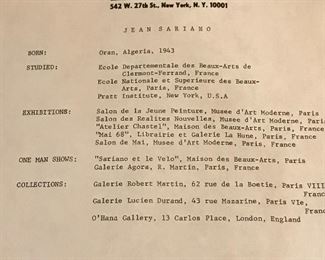 542 W. 27th St., New York, N. Y. 10001
JEAN SARIANO
BORN: Oran, Algeria, 1943
STUDIED: Ecole Departementale des Beaux-Arts de
Clermont-Ferrand, France
Ecole Nationale et Superieure des Beaux-
Arts, Paris, France
Pratt Institute, New York, U.S.A
EXHIBITIONS: Salon de la Jeune Peinture, Musee d'Art Moderne, Paris
Salon des Realites Nouvelles, Musee d'Art Moderne, Paris
"Atelier Chastel", Maison des Beaux-Arts, Paris,
"Mai 68", Librairie et Galerie La Hune, Paris, France
Salon de Mai, Musee d'Art Moderne, Paris, France
ONE MAN SHOWS: "Sariano et le Velo", Maison des Beaux-Arts, Paris
Galerie Agora, R. Martin, Paris, France
COLLECTIONS: Galerie Robert Martin, 62 rue de la Boetie, Paris VIII
Franc
Galerie Lucien Durand, 43 rue Mazarine, Paris VIe,
France
O'Hana Gallery, 13 Carlos Place, London, England